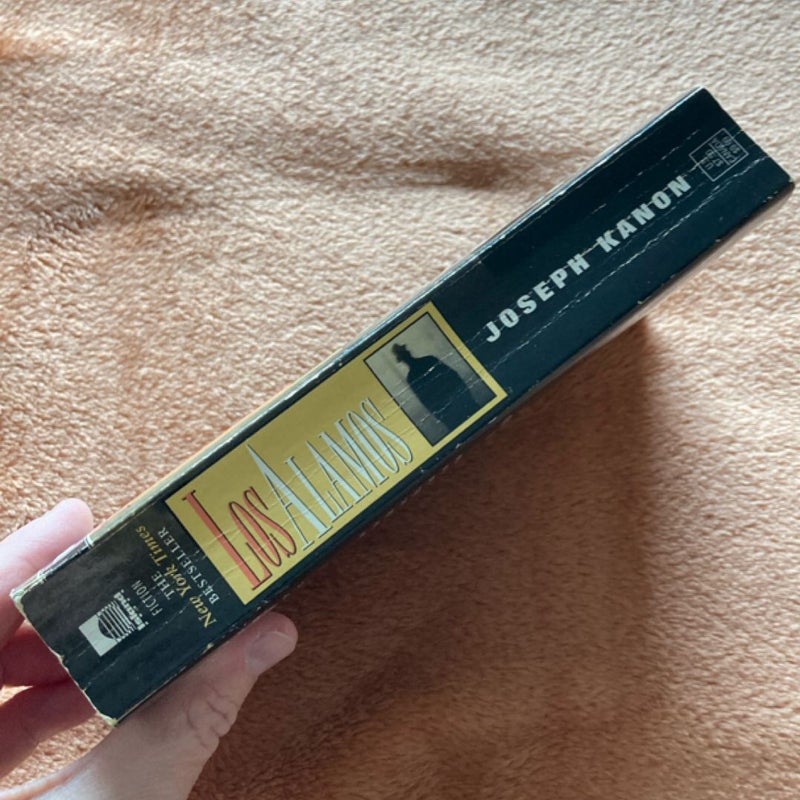 FICTION
THE
New York Times
BESTSELLER
LOS ALAMOS
JOSEPH KANON